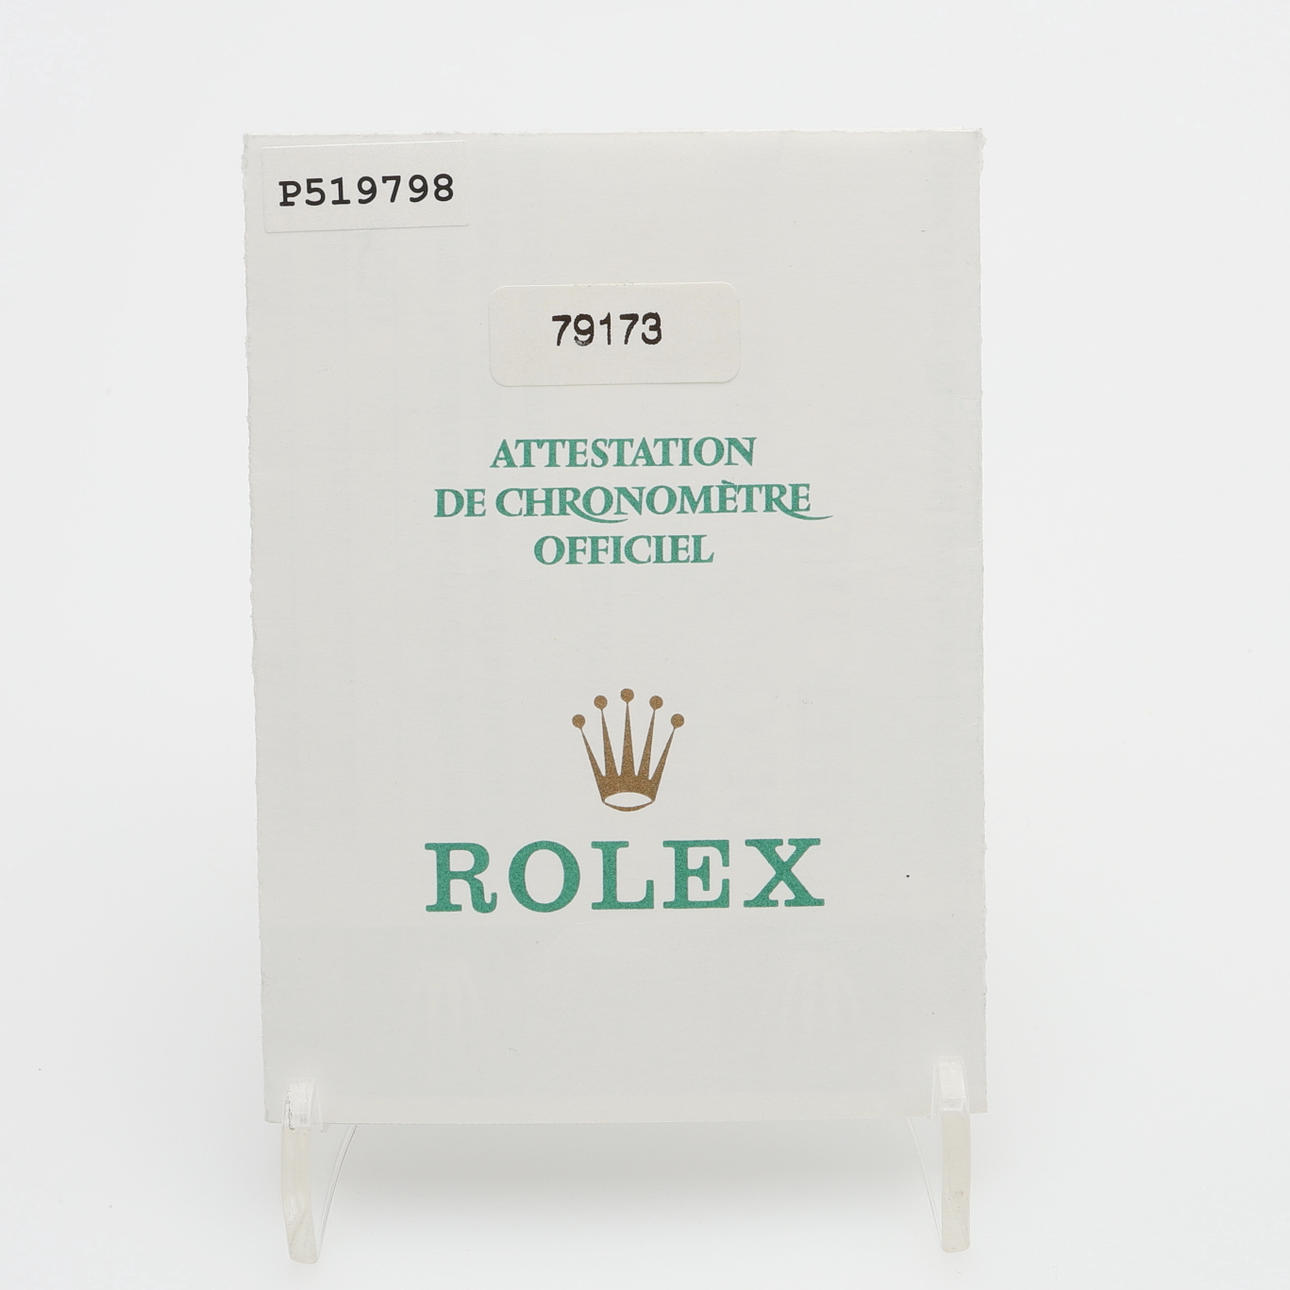 P519798
79173
ATTESTATION
DE CHRONOMÈTRE
OFFICIEL
ROLEX